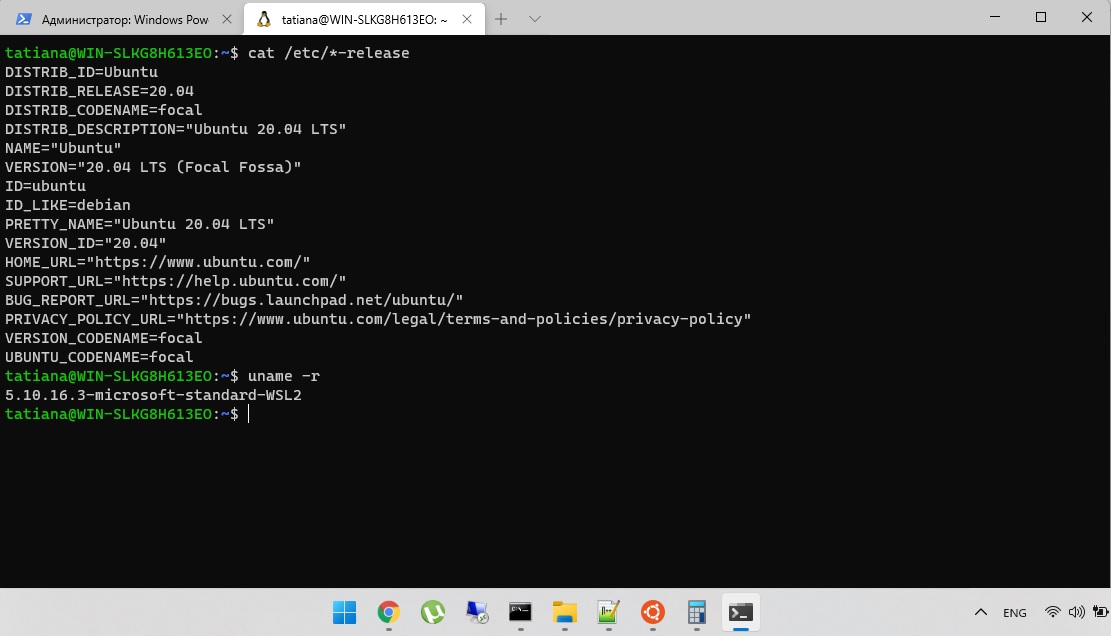 Администратор: Windows Pow
tatiana@WIN-SLKG8H613EO: ~
tatiana@WIN-SLKG8H613EO:~$ cat /etc/*-release
DISTRIB_ID=Ubuntu
DISTRIB_RELEASE=20.04
DISTRIB_CODENAME=focal
DISTRIB_DESCRIPTION="Ubuntu 20.04 LTS"
NAME="Ubuntu"
VERSION="20.04 LTS (Focal Fossa)"
ID=ubuntu
ID_LIKE=debian
PRETTY_NAME="Ubuntu 20.04 LTS"
VERSION_ID="20.04"
HOME_URL="https://www.ubuntu.com/"
SUPPORT_URL="https://help.ubuntu.com/"
BUG_REPORT_URL="https://bugs.launchpad.net/ubuntu/"
PRIVACY_POLICY_URL="https://www.ubuntu.com/legal/terms-and-policies/privacy-policy"
VERSION_CODENAME=focal
UBUNTU_CODENAME=focal
tatiana@WIN-SLKG8H613EO:~$ uname -r
5.10.16.3-microsoft-standard-WSL2
tatiana@WIN-SLKG8H613EO:~$
ENG